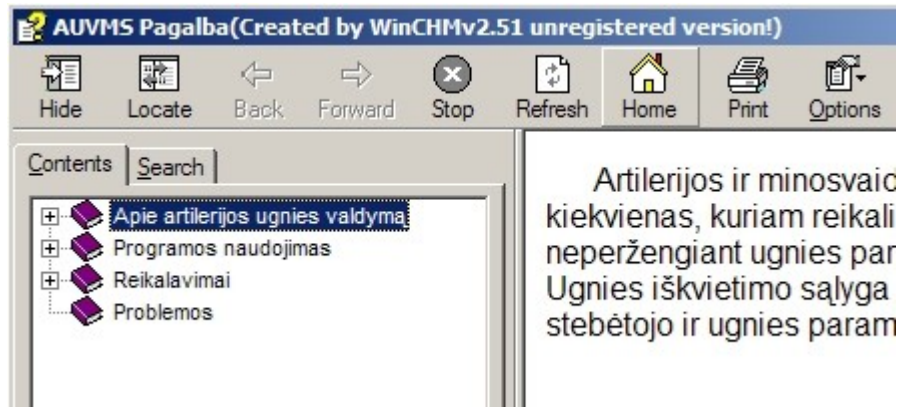 AUVMS Pagalba(Created by WinCHMv2.51 unregistered version!)
Hide Locate Back Forward Stop Refresh Home Print Options
Contents Search
Apie artilerijos ugnies valdymą
Programos naudojimas
Reikalavimai
Problemos
Artilerijos ir minosvaid
kiekvienas, kuriam reikali
neperžengiant ugnies par
Ugnies iškvietimo sąlyga
stebėtojo ir ugnies param